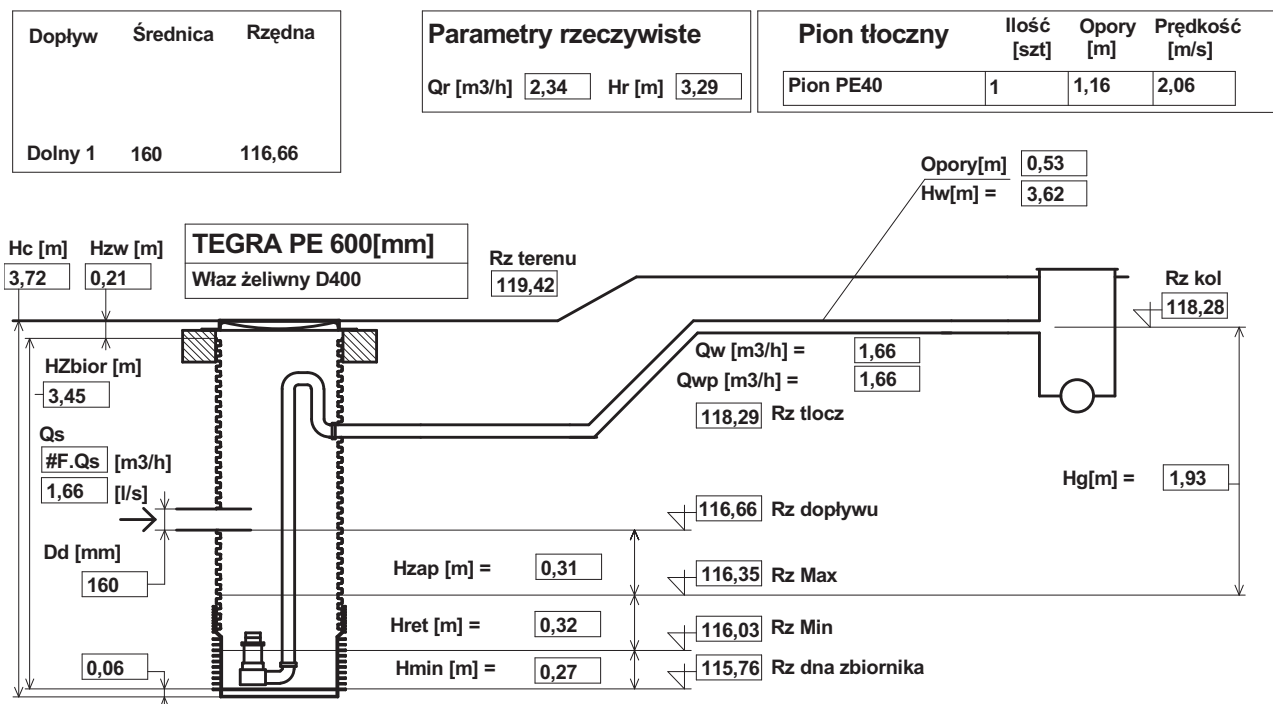 Dopływ Średnica Rzędna
Dolny 1 160 116,66
Parametry rzeczywiste
Qr [m3/h] 2,34 Hr [m] 3,29
Pion tłoczny Ilość [szt] Opory [m] Prędkość [m/s]
Pion PE40 1 1,16 2,06
Opory[m] 0,53
Hw[m] = 3,62
Hc [m] Hzw [m]
3,72 0,21
TEGRA PE 600[mm]
Właz żeliwny D400
Rz terenu
119,42
Rz kol
118,28
HZbior [m]
3,45
Qw [m3/h] = 1,66
Qwp [m3/h] = 1,66
118,29 Rz tlocz
Qs
#F.Qs [m3/h]
1,66 [l/s]
Hg[m] = 1,93
116,66 Rz dopływu
Dd [mm]
160
Hzap [m] = 0,31
116,35 Rz Max
Hret [m] = 0,32
116,03 Rz Min
0,06
Hmin [m] = 0,27
115,76 Rz dna zbiornika